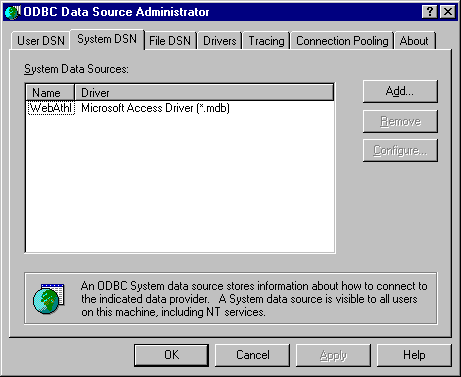 ODBC Data Source Administrator
User DSN System DSN File DSN Drivers Tracing Connection Pooling About
System Data Sources:
Name Driver
WebAthl Microsoft Access Driver (*.mdb)
Add...
Remove
Configure...
An ODBC System data source stores information about how to connect to
the indicated data provider. A System data source is visible to all users
on this machine, including NT services.
OK Cancel Apply Help